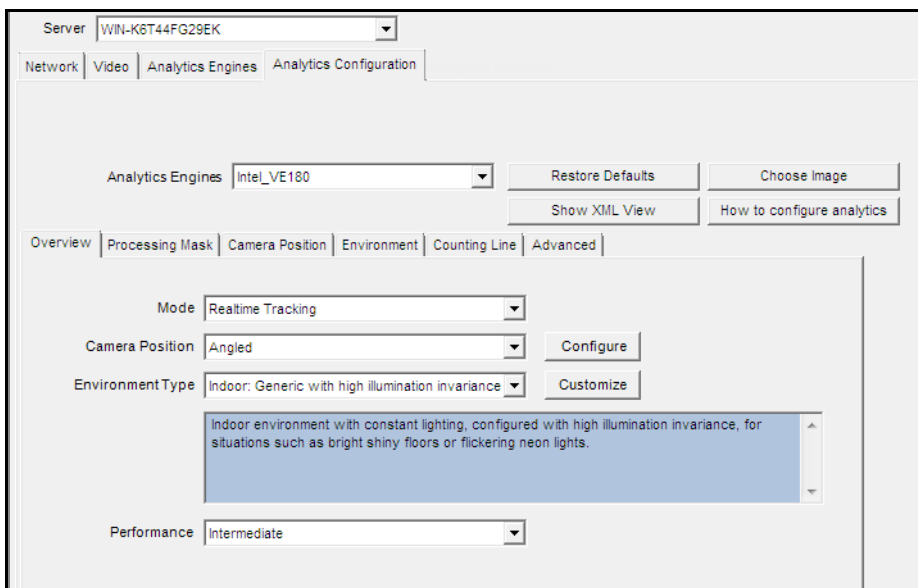 Server WIN-K6T44FG29EK
Network Video Analytics Engines Analytics Configuration
Analytics Engines Intel_VE180 Restore Defaults Choose Image
Show XML View How to configure analytics
Overview Processing Mask Camera Position Environment Counting Line Advanced
Mode Realtime Tracking
Camera Position Angled Configure
Environment Type Indoor: Generic with high illumination invariance Customize
Indoor environment with constant lighting, configured with high illumination invariance, for
situations such as bright shiny floors or flickering neon lights.
Performance Intermediate